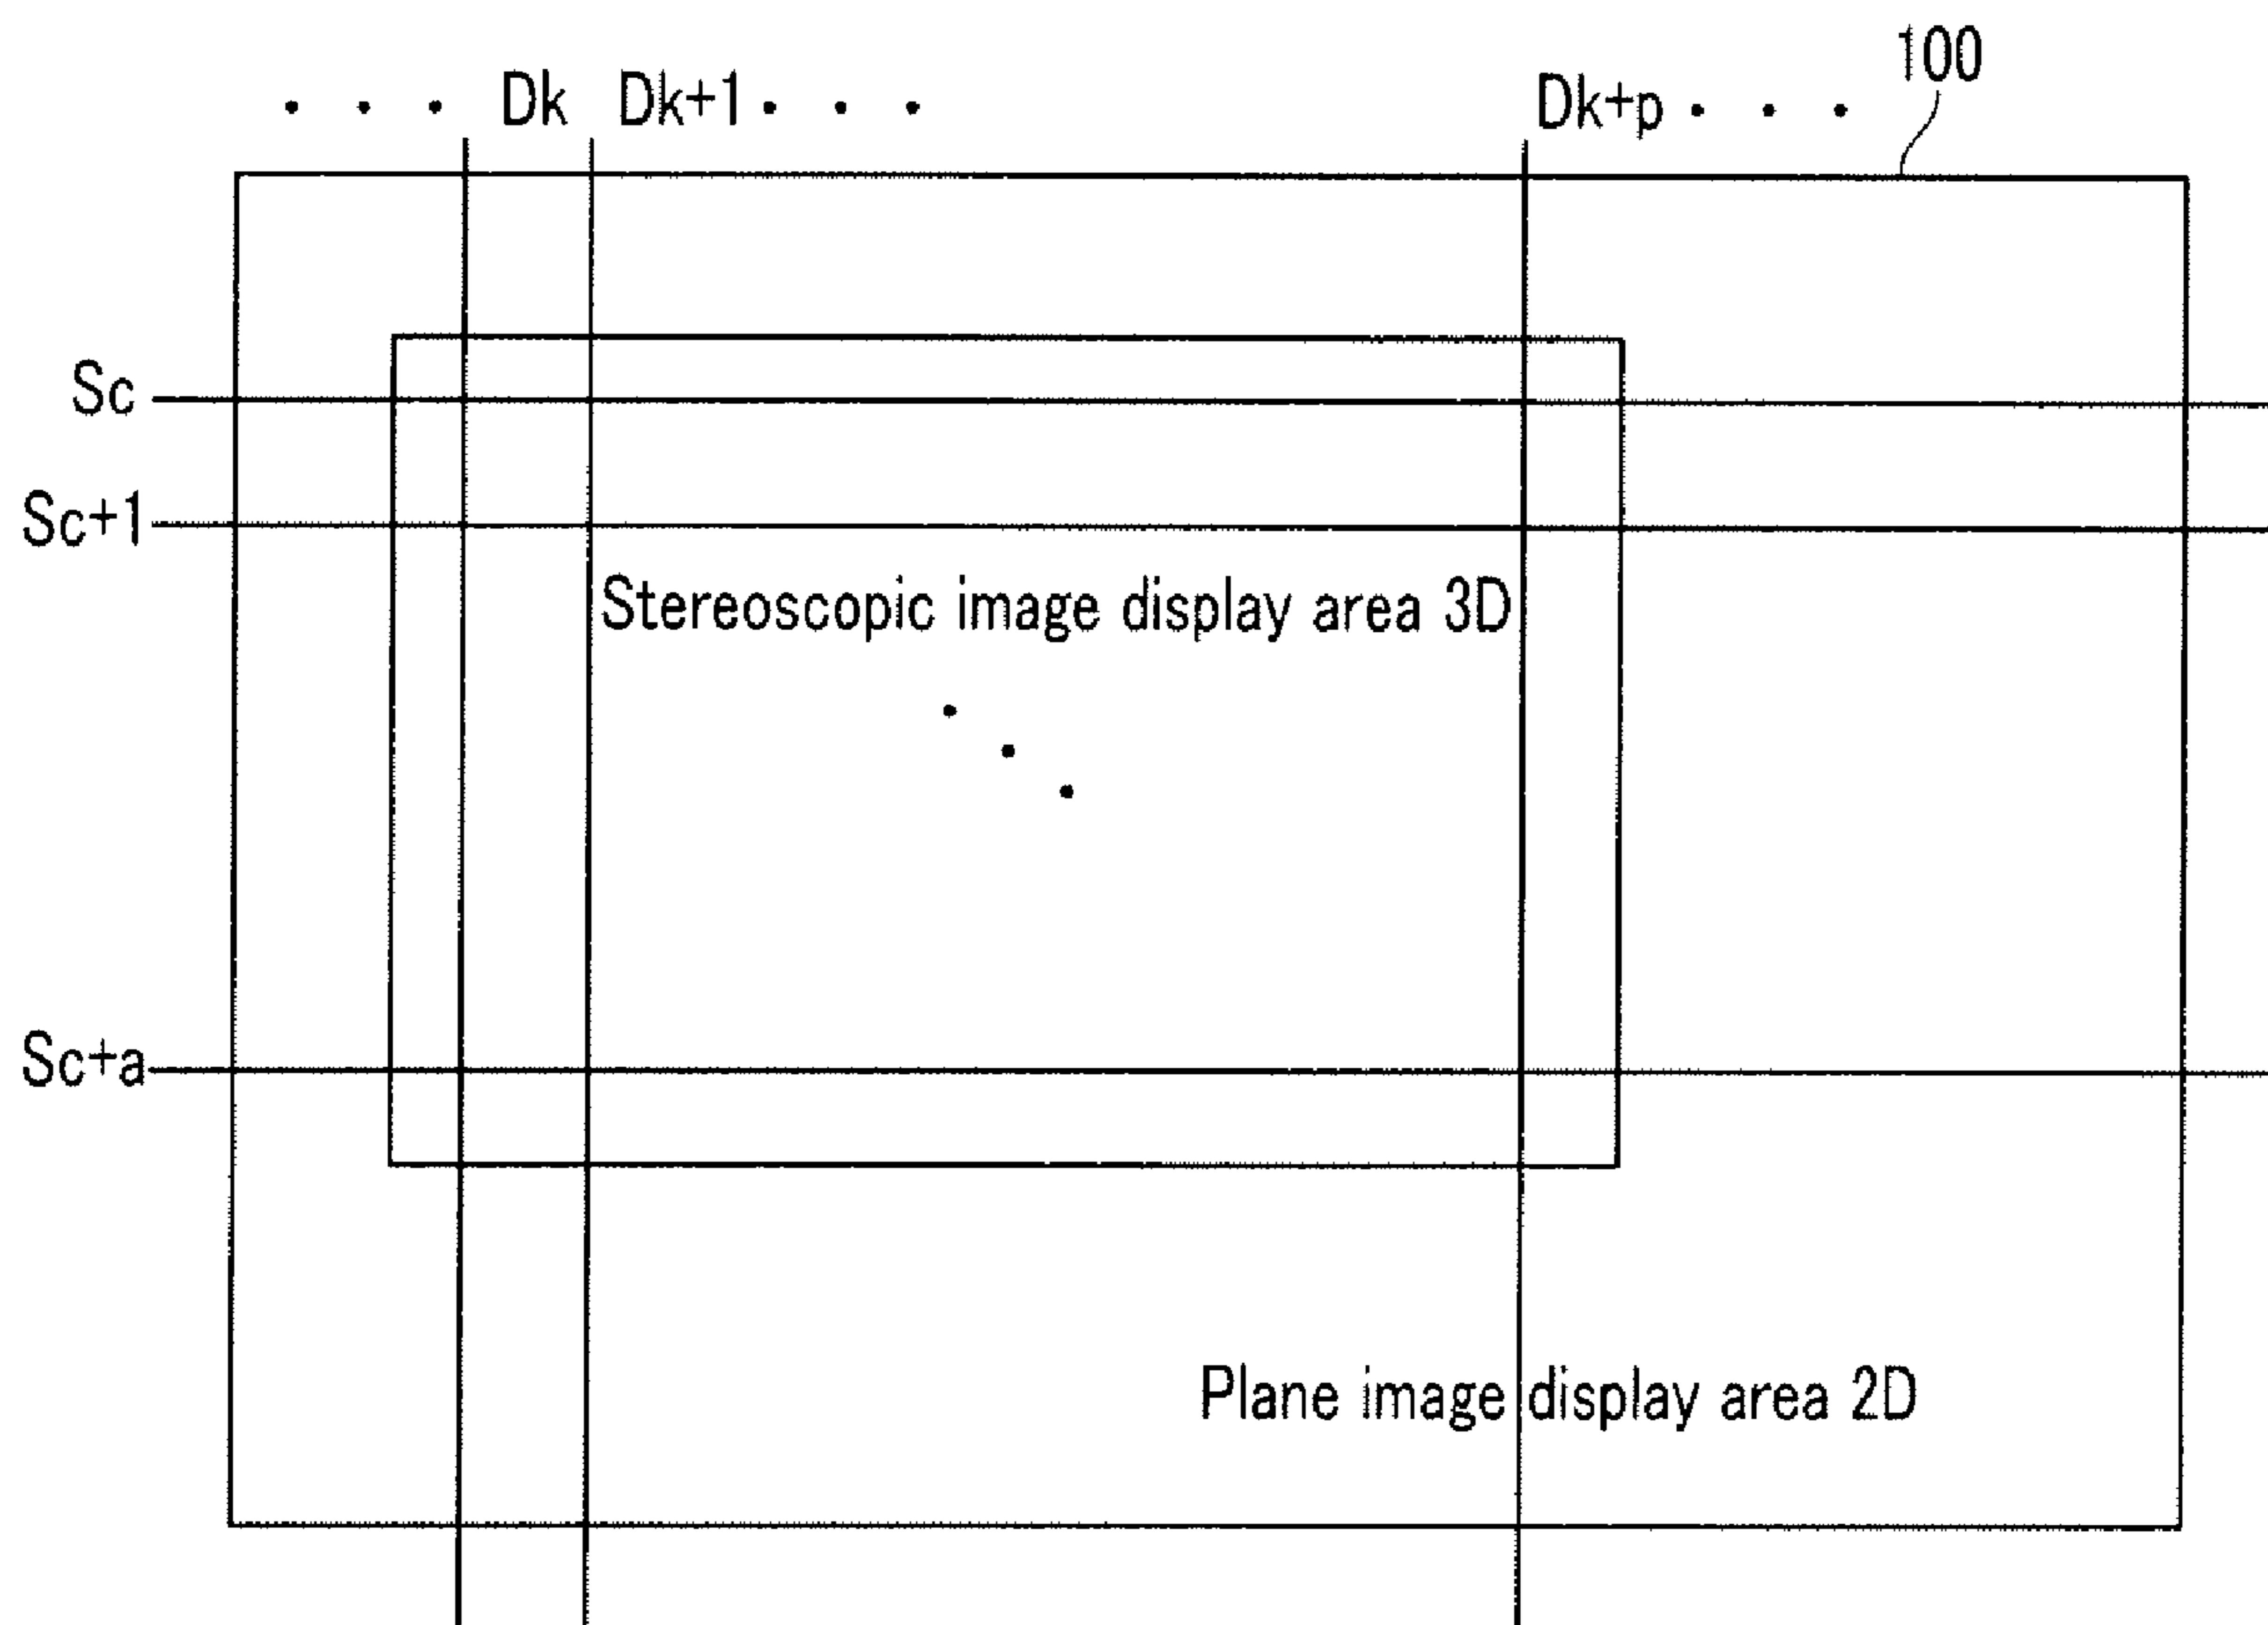 100
. . . Dk Dk+1 . . . Dk+p . . .
Sc
Sc+1
Stereoscopic image display area 3D
Sc+a
Plane image display area 2D